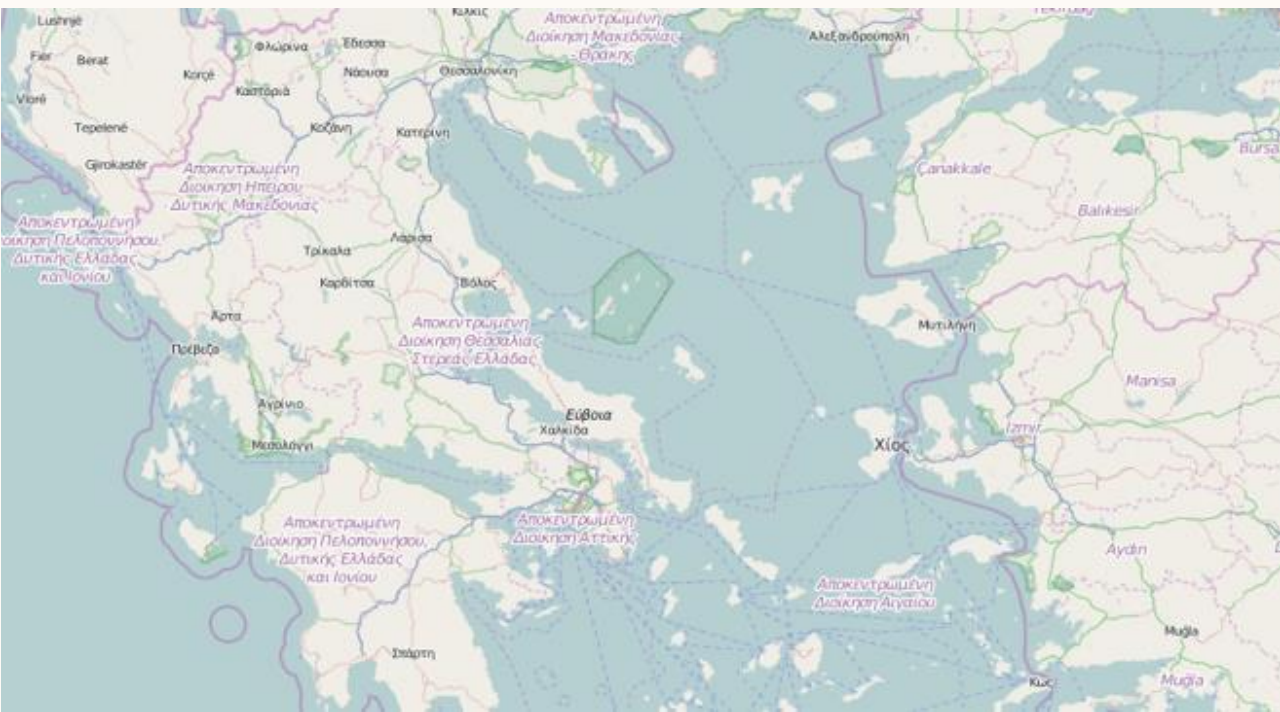 Lushnjë
Κιλκίς
Αποκεντρωμένη
Διοίκηση Μακεδονίας
- Θράκης
Tekirdağ
Αλεξανδρούπολη
Fier
Berat
Φλώρινα
Έδεσσα
Korçë
Νάουσα
Θεσσαλονίκη
Καστοριά
Vlorë
Tepelenë
Κοζάνη
Κατερίνη
Gjirokastër
Αποκεντρωμένη
Διοίκηση Ηπείρου
- Δυτικής Μακεδονίας
Çanakkale
Bursa
Αποκεντρωμένη
Διοίκηση Πελοποννήσου,
Δυτικής Ελλάδας
και Ιονίου
Balıkesir
Τρίκαλα
Λάρισα
Καρδίτσα
Βόλος
Άρτα
Πρέβεζα
Αποκεντρωμένη
Διοίκηση Θεσσαλίας
Στερεάς Ελλάδας
Μυτιλήνη
Manisa
Αγρίνιο
Εύβοια
Χαλκίδα
Μεσολόγγι
Χίος
İzmir
Αποκεντρωμένη
Διοίκηση Πελοποννήσου,
Δυτικής Ελλάδας
και Ιονίου
Αποκεντρωμένη
Διοίκηση Αττικής
Aydın
Αποκεντρωμένη
Διοίκηση Αιγαίου
Muğla
Σπάρτη
Κως
Muğla